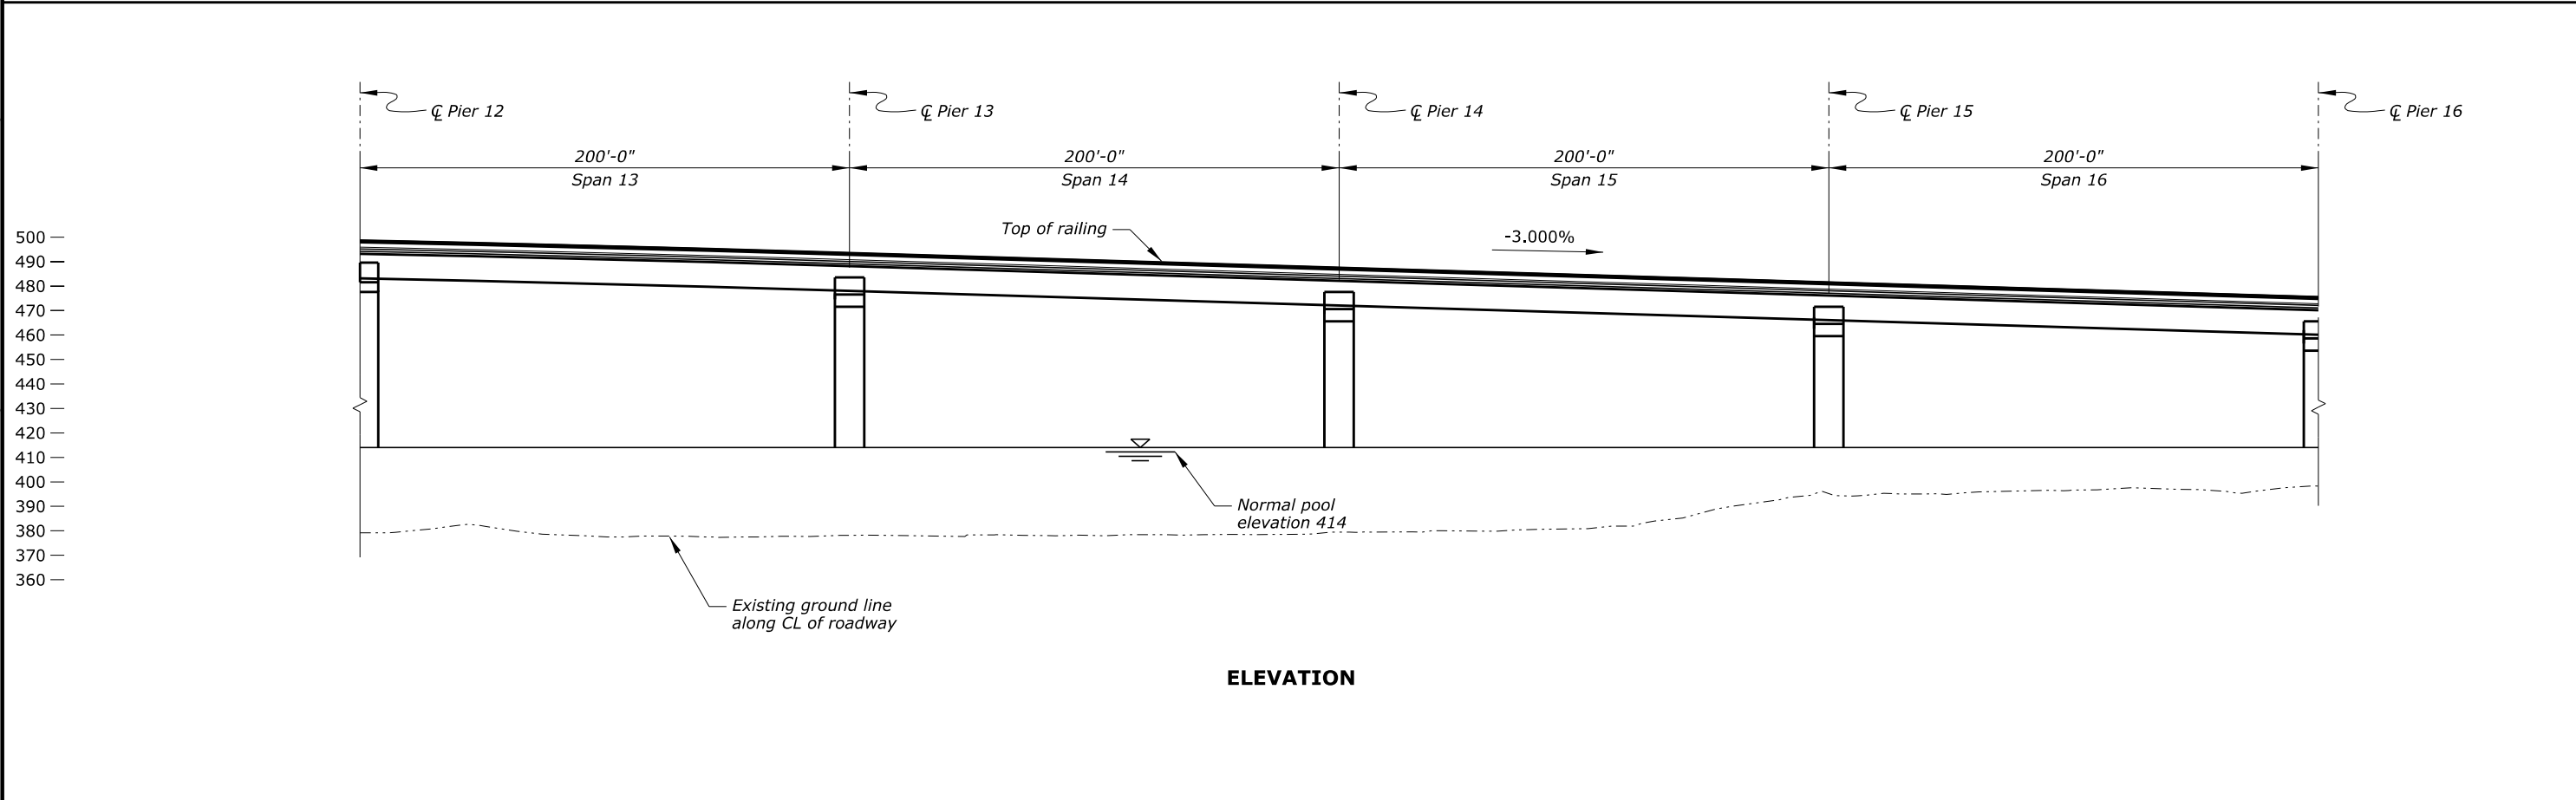 ℄ Pier 12
℄ Pier 13
℄ Pier 14
℄ Pier 15
℄ Pier 16
200'-0"
200'-0"
200'-0"
200'-0"
Span 13
Span 14
Span 15
Span 16
Top of railing
-3.000%
500
490
480
470
460
450
440
430
420
410
400
390
380
370
360
Normal pool
elevation 414
Existing ground line
along CL of roadway
ELEVATION